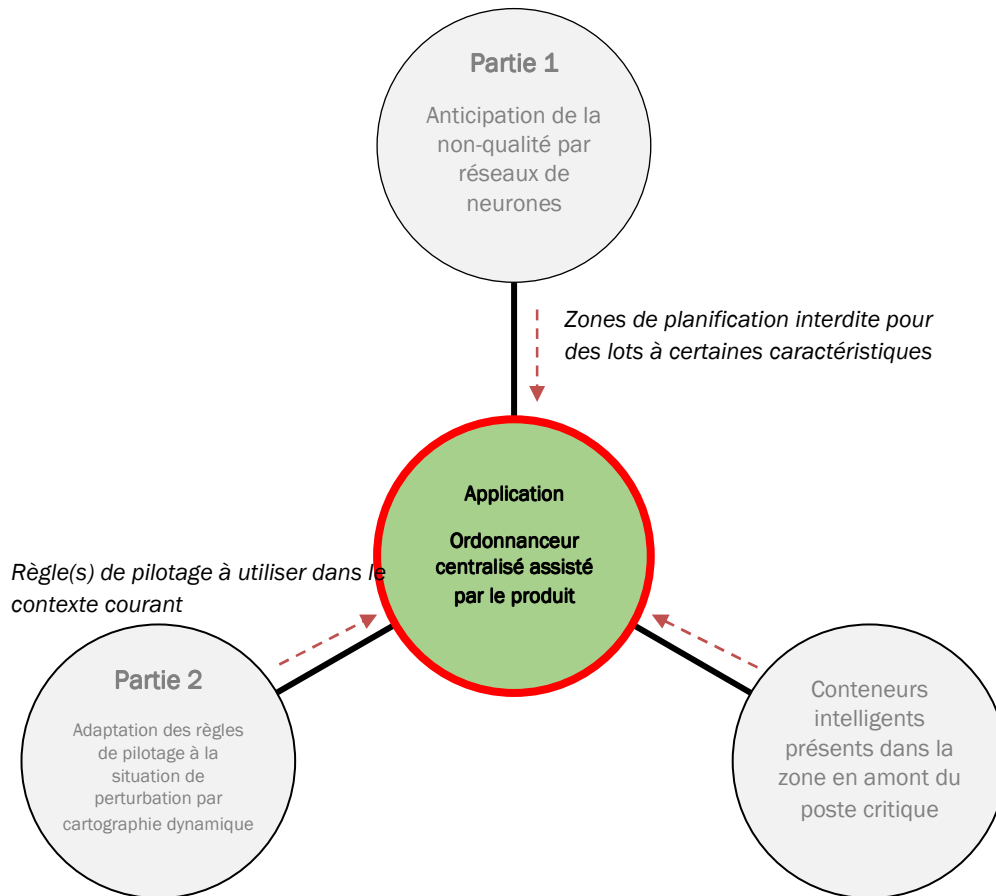 Partie 1
Anticipation de la
non-qualité par
réseaux de
neurones
Zones de planification interdite pour
des lots à certaines caractéristiques
Application
Ordonnanceur
centralisé assisté
par le produit
Règle(s) de pilotage à utiliser dans le
contexte courant
Partie 2
Adaptation des règles
de pilotage à la
situation de
perturbation par
cartographie dynamique
Conteneurs
intelligents
présents dans la
zone en amont du
poste critique